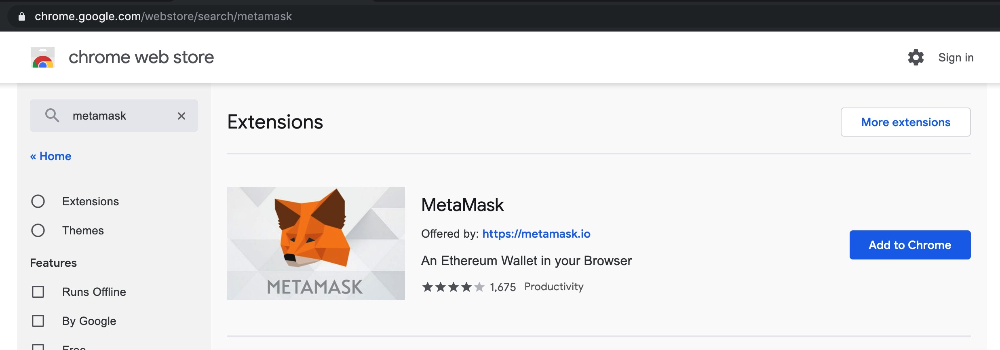 chrome.google.com/webstore/search/metamask
chrome web store
Sign in
metamask
« Home
Extensions
Themes
Features
Runs Offline
By Google
Free
Extensions
More extensions
METAMASK
MetaMask
Offered by: https://metamask.io
An Ethereum Wallet in your Browser
1,675 Productivity
Add to Chrome